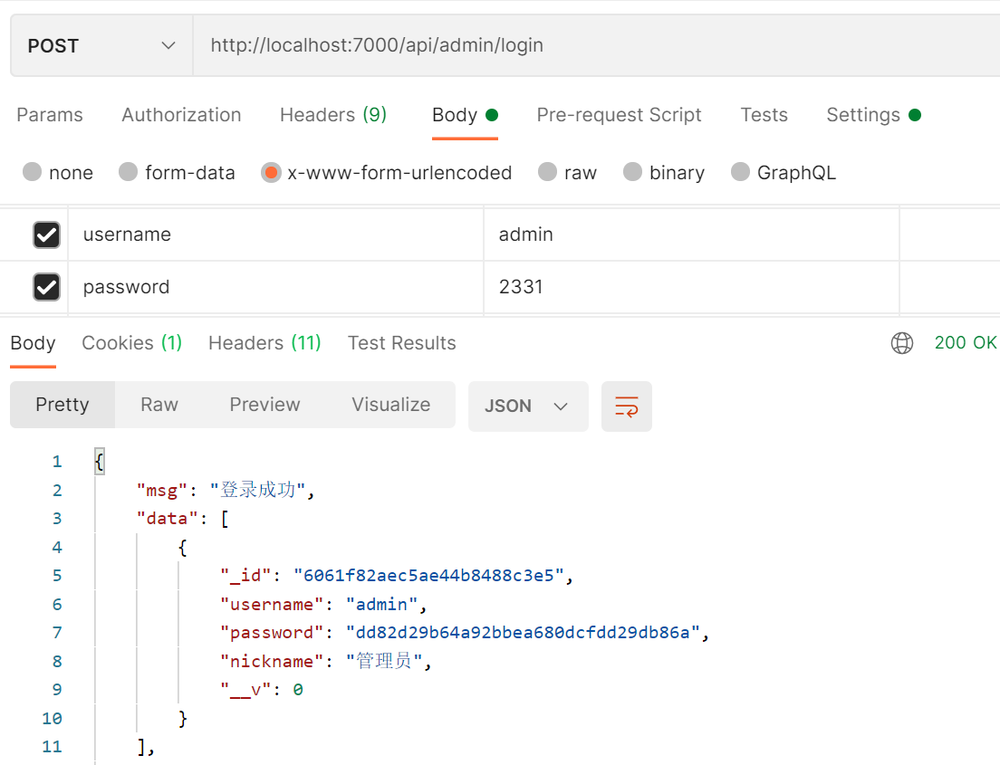 POST http://localhost:7000/api/admin/login
Params Authorization Headers (9) Body Pre-request Script Tests Settings
none form-data x-www-form-urlencoded raw binary GraphQL
username admin
password 2331
Body Cookies (1) Headers (11) Test Results 200 OK
Pretty Raw Preview Visualize JSON
1 {
2 "msg": "登录成功",
3 "data": [
4 {
5 "_id": "6061f82aec5ae44b8488c3e5",
6 "username": "admin",
7 "password": "dd82d29b64a92bbea680dcfdd29db86a",
8 "nickname": "管理员",
9 "__v": 0
10 }
11 ],